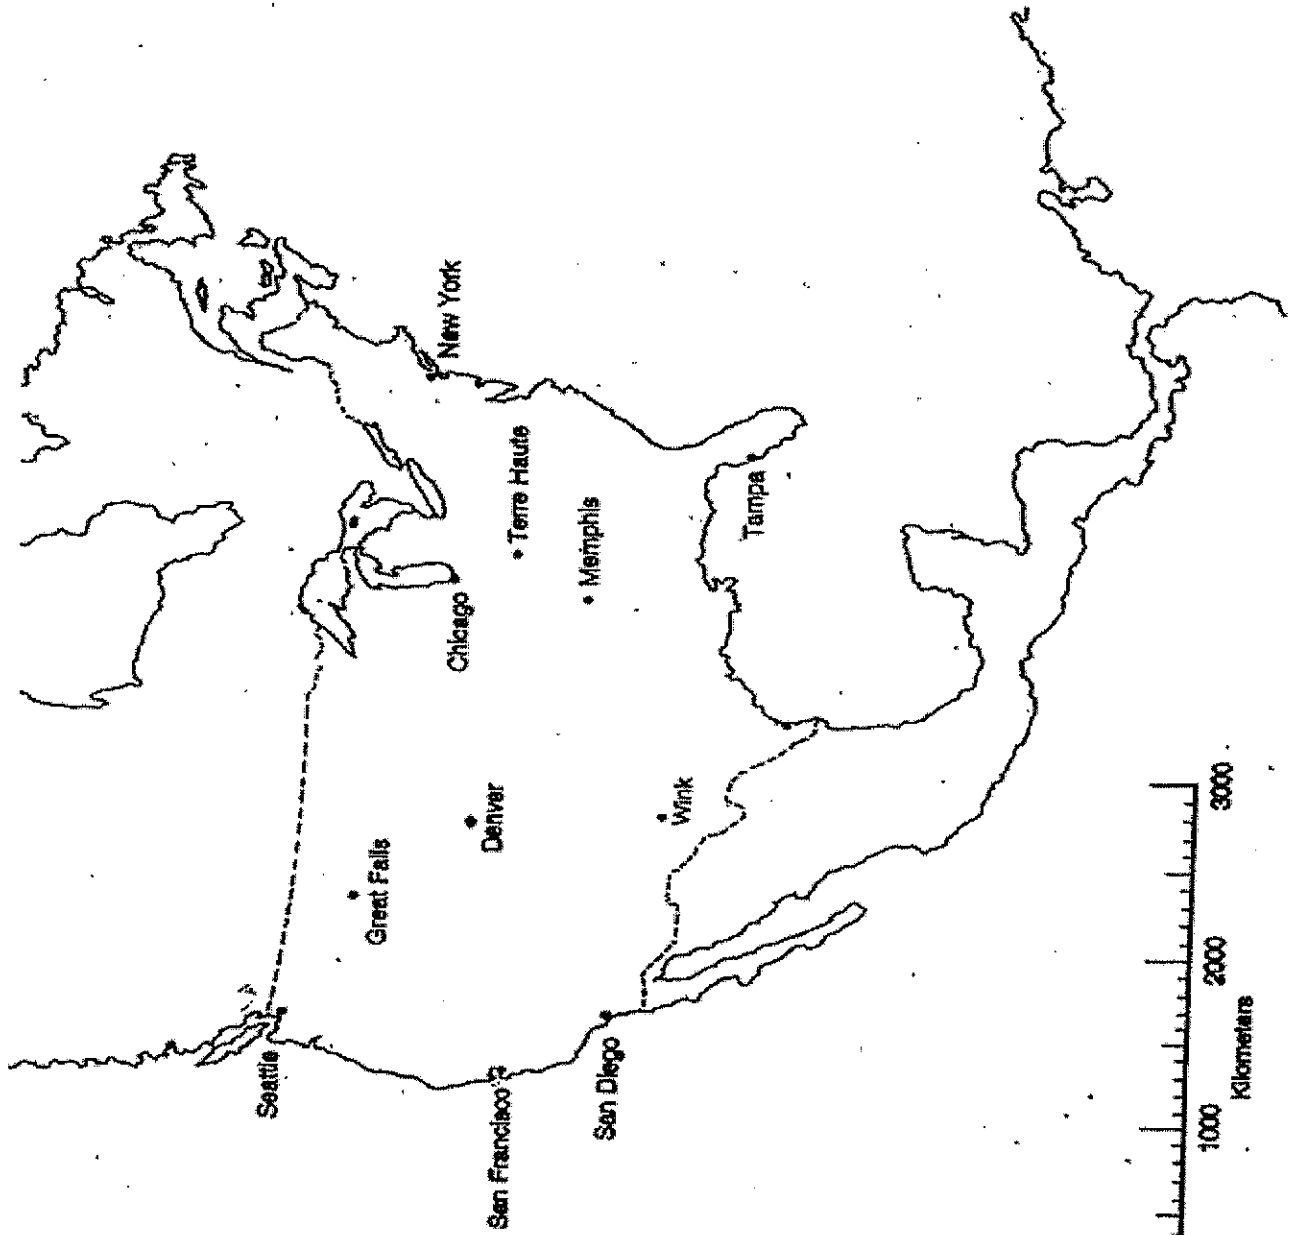 Seattle
Great Falls
San Francisco
Denver
San Diego
Wink
Chicago
Terre Haute
Memphis
New York
Tampa
1000
2000
3000
Kilometers